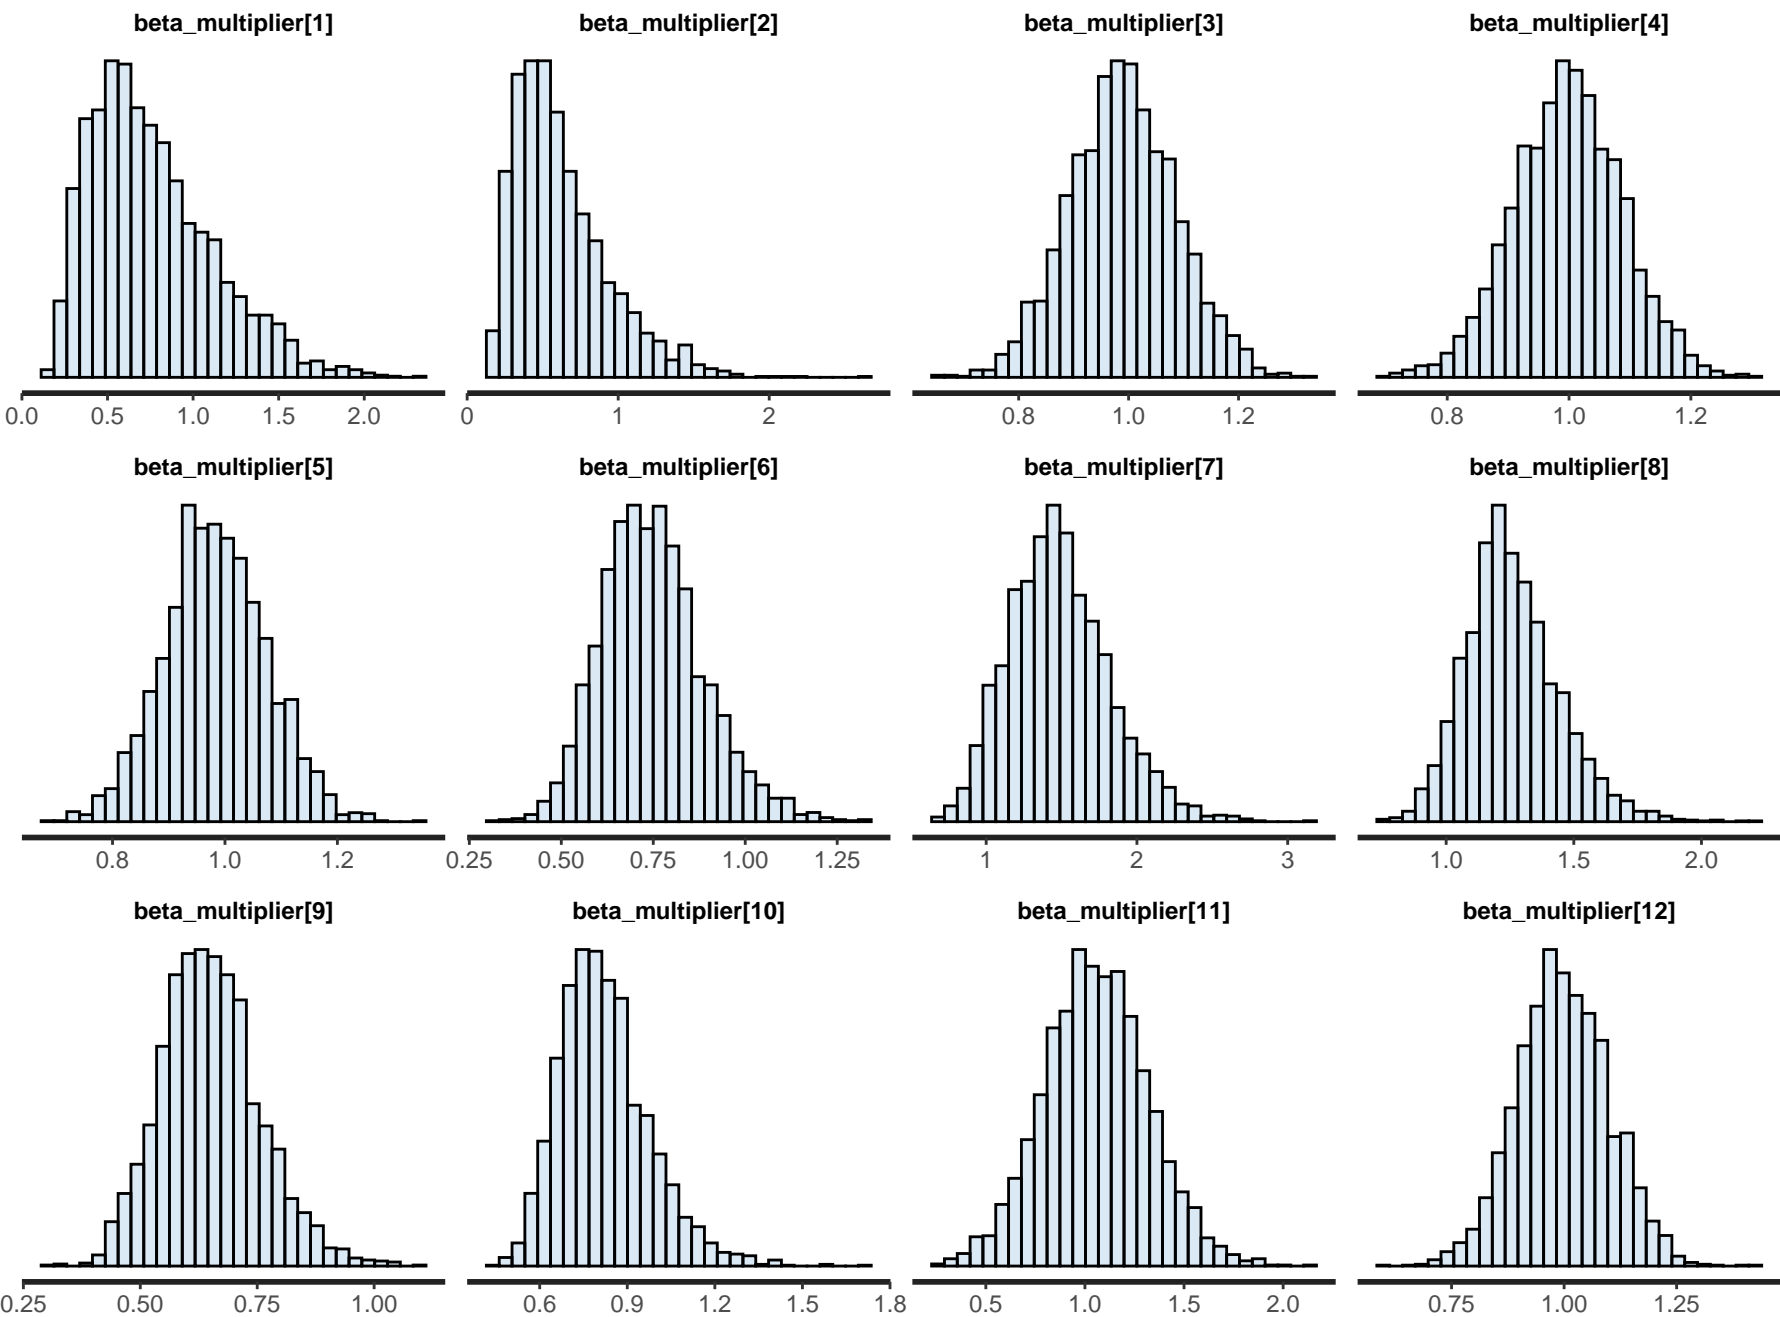 beta_multiplier[1] beta_multiplier[2] beta_multiplier[3] beta_multiplier[4]
0.0 0.5 1.0 1.5 2.0 0 1 2 0.8 1.0 1.2 0.8 1.0 1.2
beta_multiplier[5] beta_multiplier[6] beta_multiplier[7] beta_multiplier[8]
0.8 1.0 1.2 0.25 0.50 0.75 1.00 1.25 1 2 3 1.0 1.5 2.0
beta_multiplier[9] beta_multiplier[10] beta_multiplier[11] beta_multiplier[12]
0.25 0.50 0.75 1.00 0.6 0.9 1.2 1.5 1.8 0.5 1.0 1.5 2.0 0.75 1.00 1.25